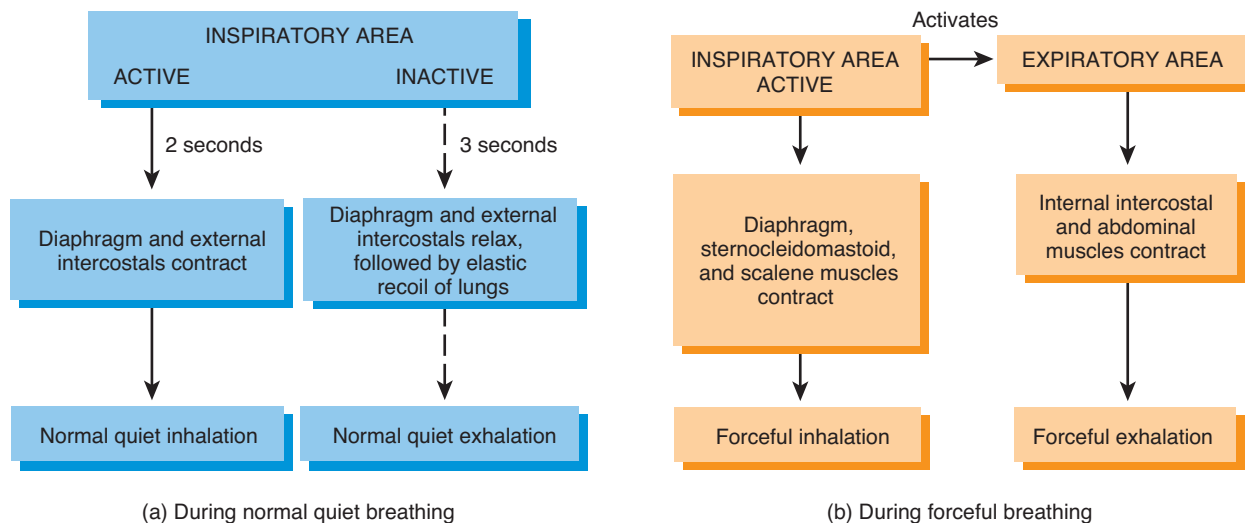 INSPIRATORY AREA
ACTIVE
INACTIVE
2 seconds
3 seconds
Diaphragm and external
intercostals contract
Diaphragm and external
intercostals relax,
followed by elastic
recoil of lungs
Normal quiet inhalation
Normal quiet exhalation
(a) During normal quiet breathing
Activates
INSPIRATORY AREA
ACTIVE
EXPIRATORY AREA
Diaphragm,
sternocleidomastoid,
and scalene muscles
contract
Internal intercostal
and abdominal
muscles contract
Forceful inhalation
Forceful exhalation
(b) During forceful breathing